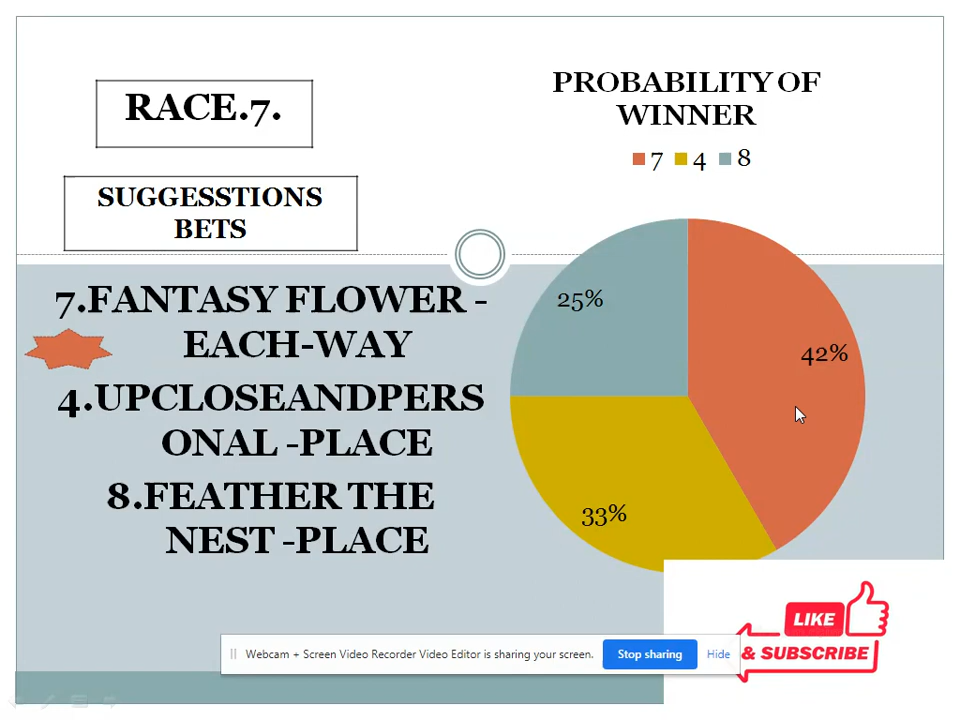 RACE.7.
SUGGESSTIONS
BETS
7.FANTASY FLOWER -
EACH-WAY
4.UPCLOSEANDPERS
ONAL -PLACE
8.FEATHER THE
NEST -PLACE
PROBABILITY OF
WINNER
7 4 8
25%
42%
33%
LIKE
& SUBSCRIBE
Webcam + Screen Video Recorder Video Editor is sharing your screen. Stop sharing Hide